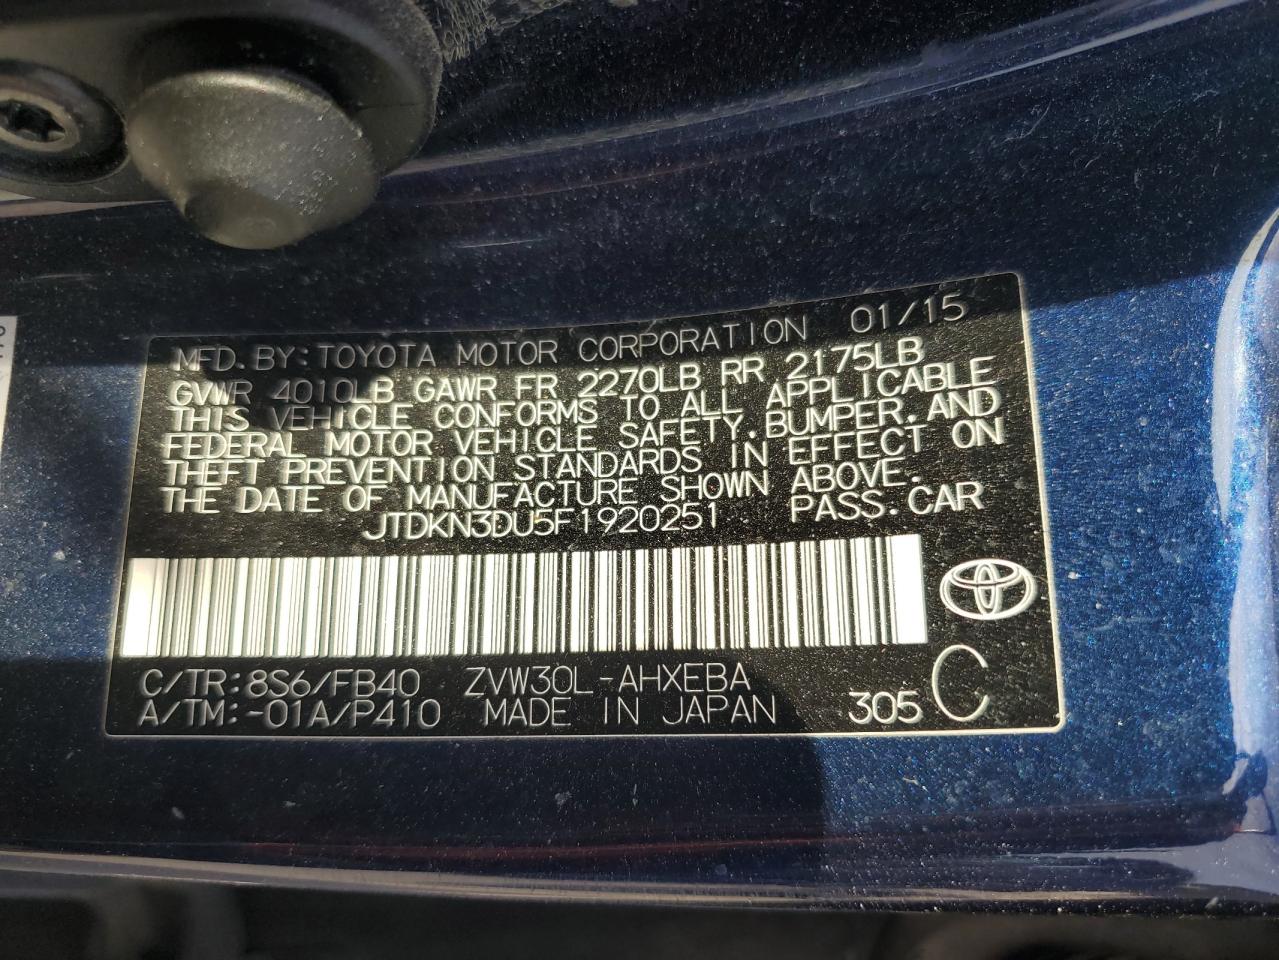 MFD.BY:TOYOTA MOTOR CORPORATION 01/15
GVWR 4010LB GAWR FR 2270LB RR 2175LB
THIS VEHICLE CONFORMS TO ALL APPLICABLE
FEDERAL MOTOR VEHICLE SAFETY,BUMPER,AND
THEFT PREVENTION STANDARDS IN EFFECT ON
THE DATE OF MANUFACTURE SHOWN ABOVE.
JTDKN3DU5F1920251 PASS.CAR
C/TR:8S6/FB40 ZVW30L-AHXEBA
A/TM:-01A/P410 MADE IN JAPAN 305 C